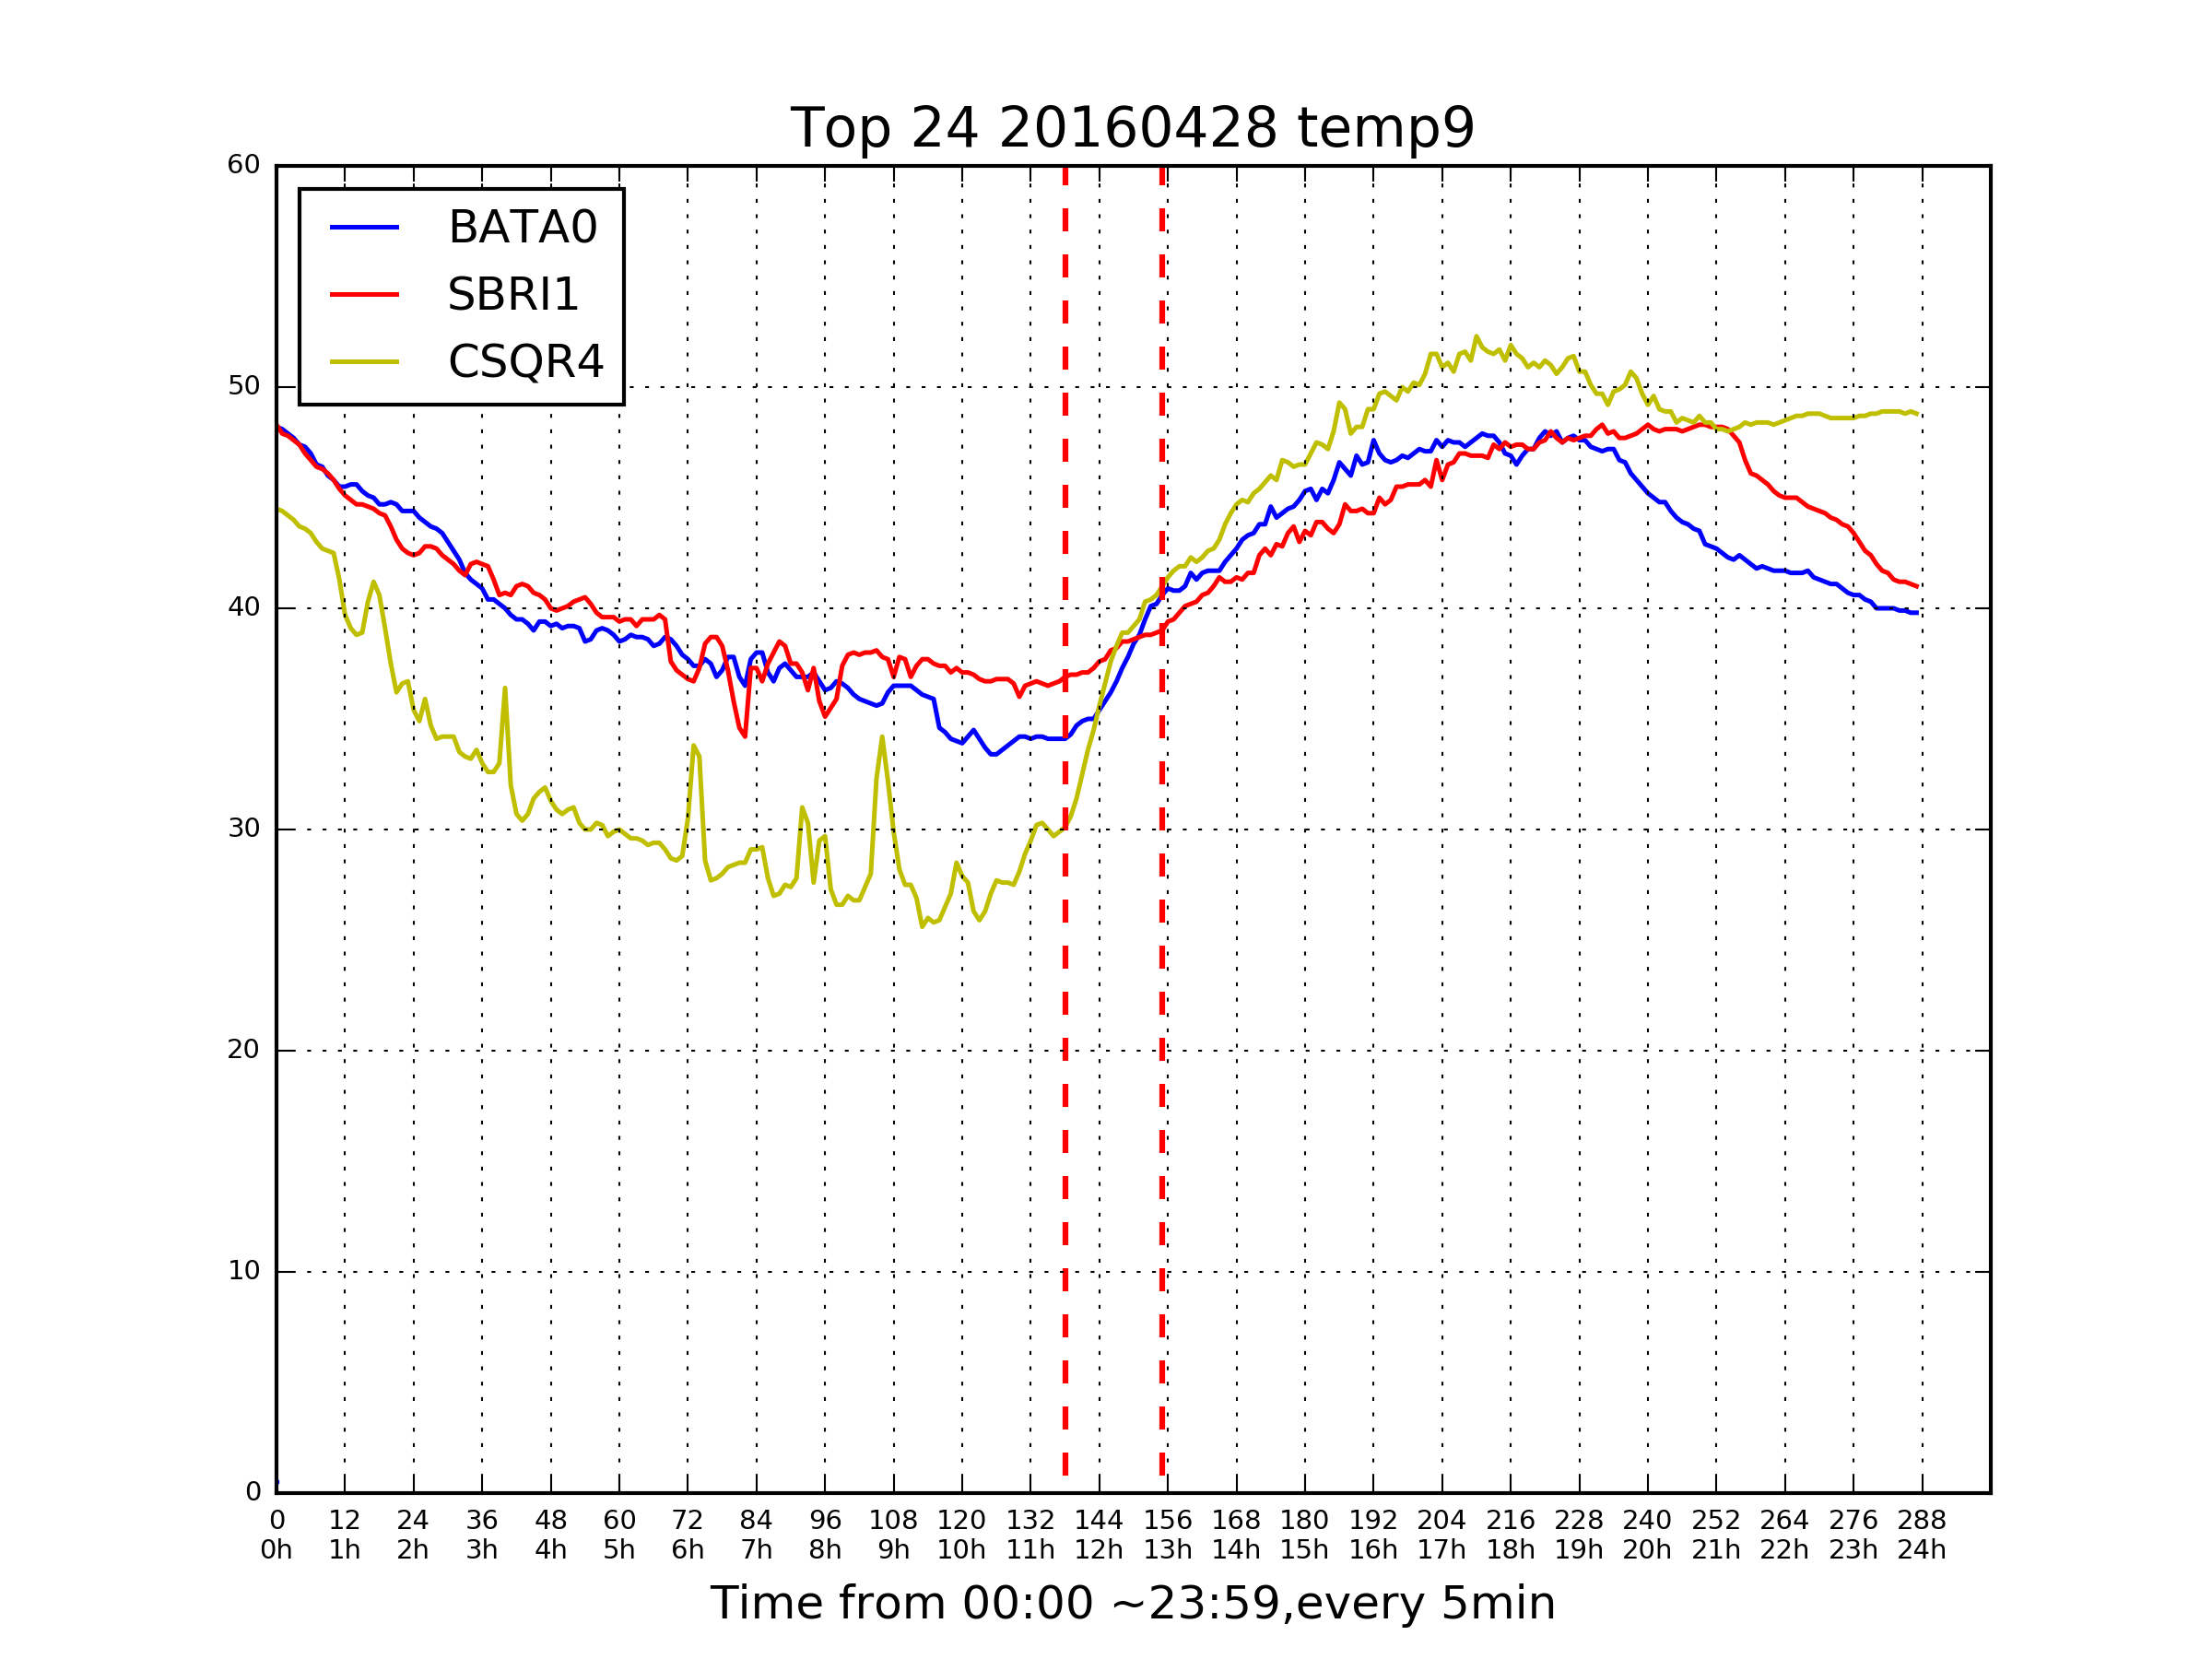 Top 24 20160428 temp9
60
50
40
30
20
10
0
BATA0
SBRI1
CSQR4
0 12 24 36 48 60 72 84 96 108 120 132 144 156 168 180 192 204 216 228 240 252 264 276 288
0h 1h 2h 3h 4h 5h 6h 7h 8h 9h 10h 11h 12h 13h 14h 15h 16h 17h 18h 19h 20h 21h 22h 23h 24h
Time from 00:00 ~23:59,every 5min